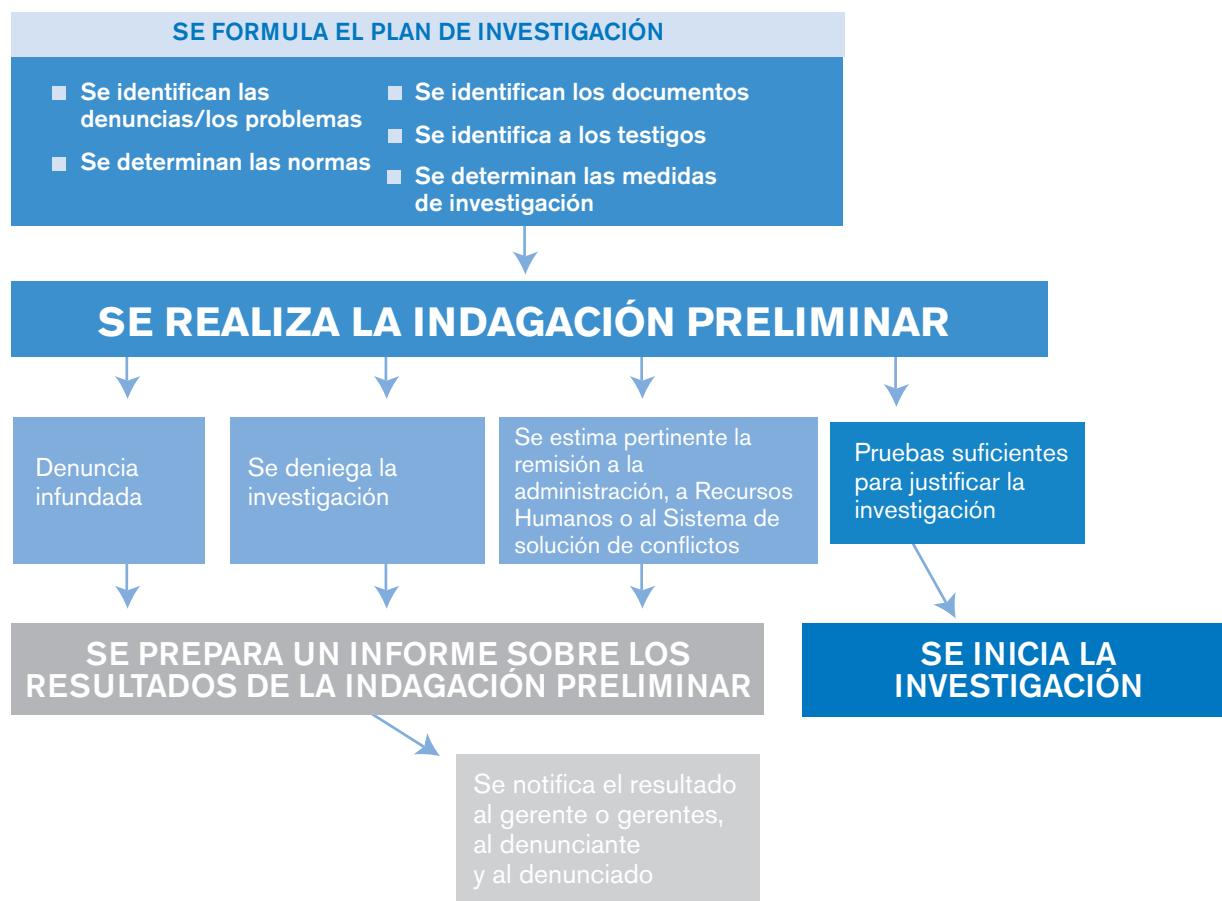 SE FORMULA EL PLAN DE INVESTIGACIÓN
Se identifican las
denuncias/los problemas
Se determinan las normas
Se identifican los documentos
Se identifica a los testigos
Se determinan las medidas
de investigación
SE REALIZA LA INDAGACIÓN PRELIMINAR
Denuncia
infundada
Se deniega la
investigación
Se estima pertinente la
remisión a la
administración, a Recursos
Humanos o al Sistema de
solución de conflictos
Pruebas suficientes
para justificar la
investigación
SE PREPARA UN INFORME SOBRE LOS
RESULTADOS DE LA INDAGACIÓN PRELIMINAR
SE INICIA LA
INVESTIGACIÓN
Se notifica el resultado
al gerente o gerentes,
al denunciante
y al denunciado